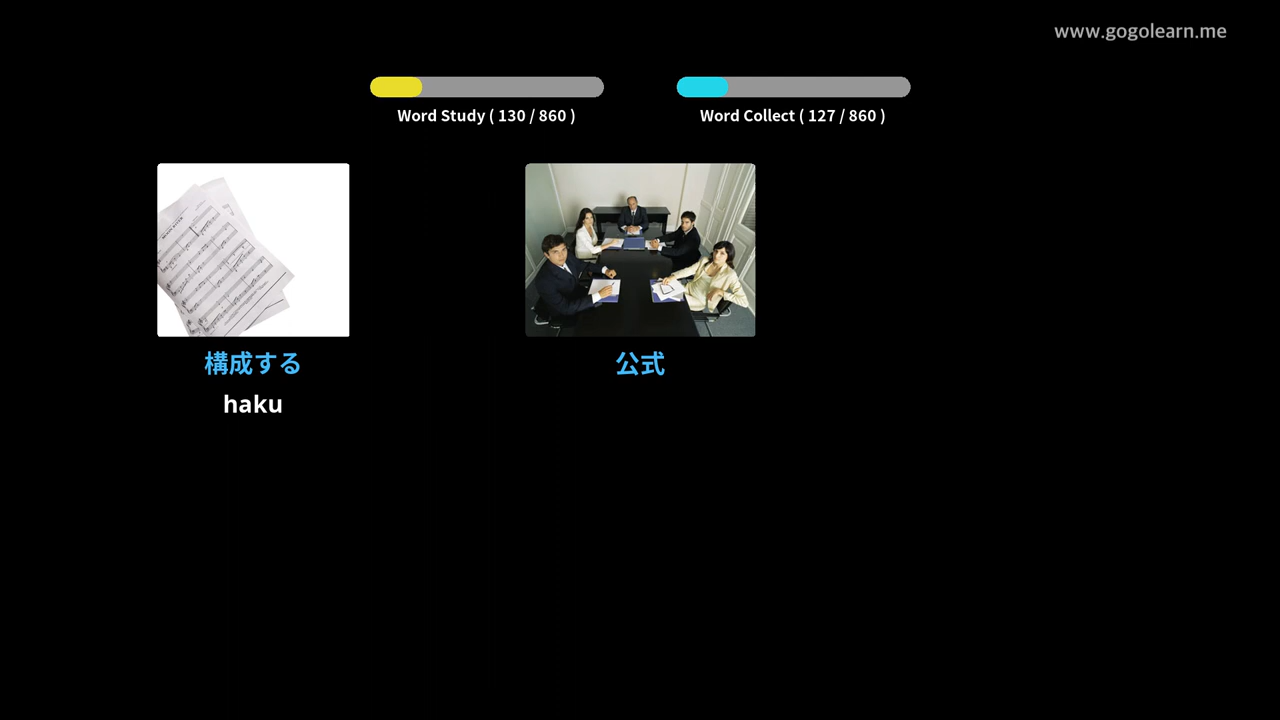 www.gogolearn.me
Word Study ( 130 / 860 )
Word Collect ( 127 / 860 )
構成する
公式
haku